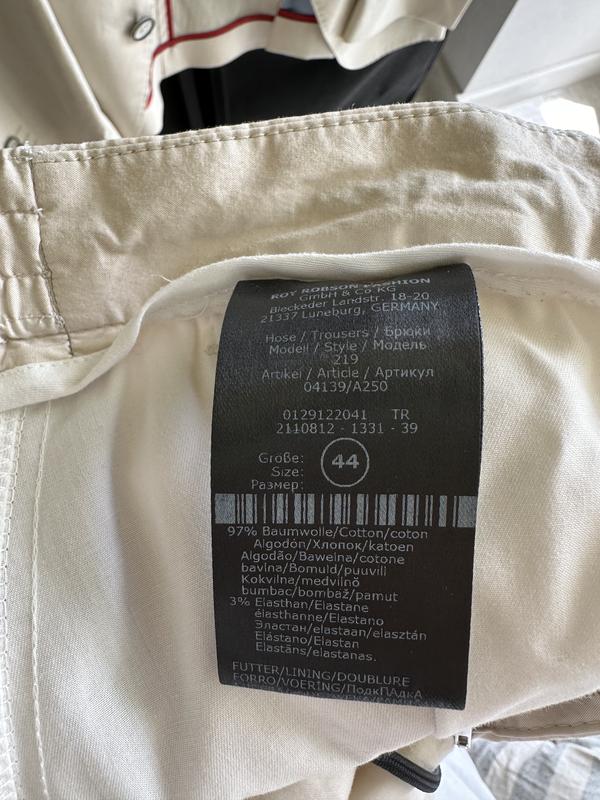 ROY ROBSON FASHION
GmbH & Co KG
Bleckeder Landstr. 18-20
21337 Luneburg, GERMANY
Hose / Trousers / Брюки
Modell / Style / Модель
219
Artikel / Article / Артикул
04139/A250
0129122041 TR
2110812 - 1331 - 39
Größe:
Size: 44
Размер:
97% Baumwolle/Cotton/coton
Algodón/Хлопок/katoen
Algodão/Bawełna/cotone
bavlna/Bomuld/puuvill
Kokvilna/medvilnõ
bumbac/bombaž/pamut
3% Elasthan/Elastane
élasthanne/Elastano
Эластан/elastaan/elasztán
Elástano/Elastan
Elastāns/elastanas.
FUTTER/LINING/DOUBLURE
FORRO/VOERING/ПодкПАдкА